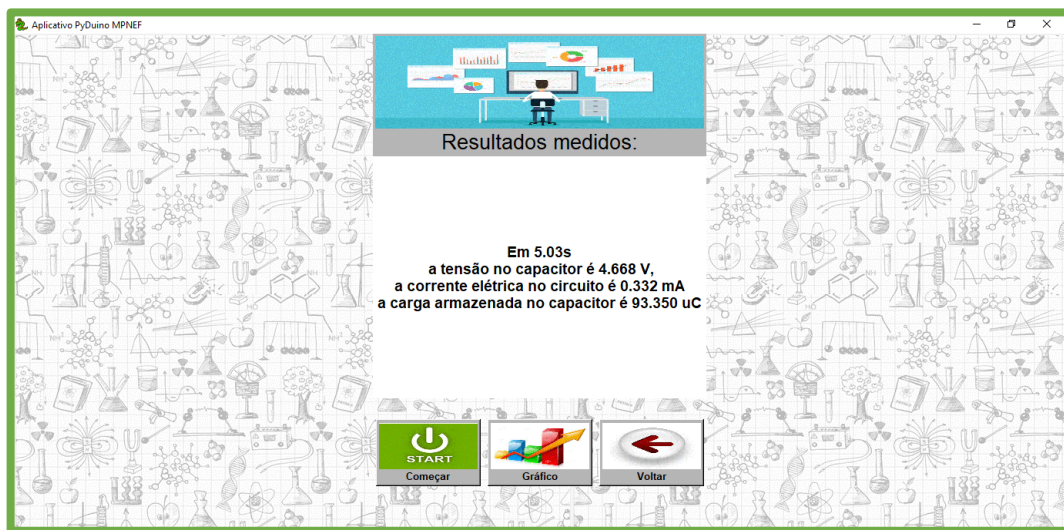 Aplicativo PyDuino MPNEF
Resultados medidos:
Em 5.03s
a tensão no capacitor é 4.668 V,
a corrente elétrica no circuito é 0.332 mA
a carga armazenada no capacitor é 93.350 uC
START
Começar
Gráfico
Voltar